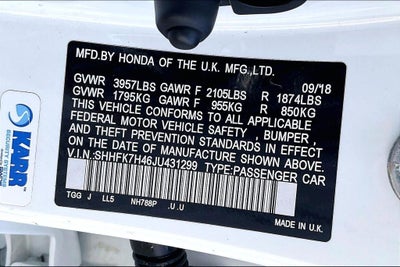 MFD.BY HONDA OF THE U.K. MFG.,LTD.
09/18
GVWR 3957LBS GAWR F 2105LBS R 1874LBS
GVWR 1795KG GAWR F 955KG R 850KG
THIS VEHICLE CONFORMS TO ALL APPLICABLE
FEDERAL MOTOR VEHICLE SAFETY , BUMPER ,
AND THEFT PREVENTION STANDARDS IN EFFECT
ON THE DATE OF MANUFACTURE SHOWN ABOVE.
V.I.N:SHHFK7H46JU431299 TYPE:PASSENGER CAR
TGG J LL5 NH788P .U.U
MADE IN U.K.
KARR